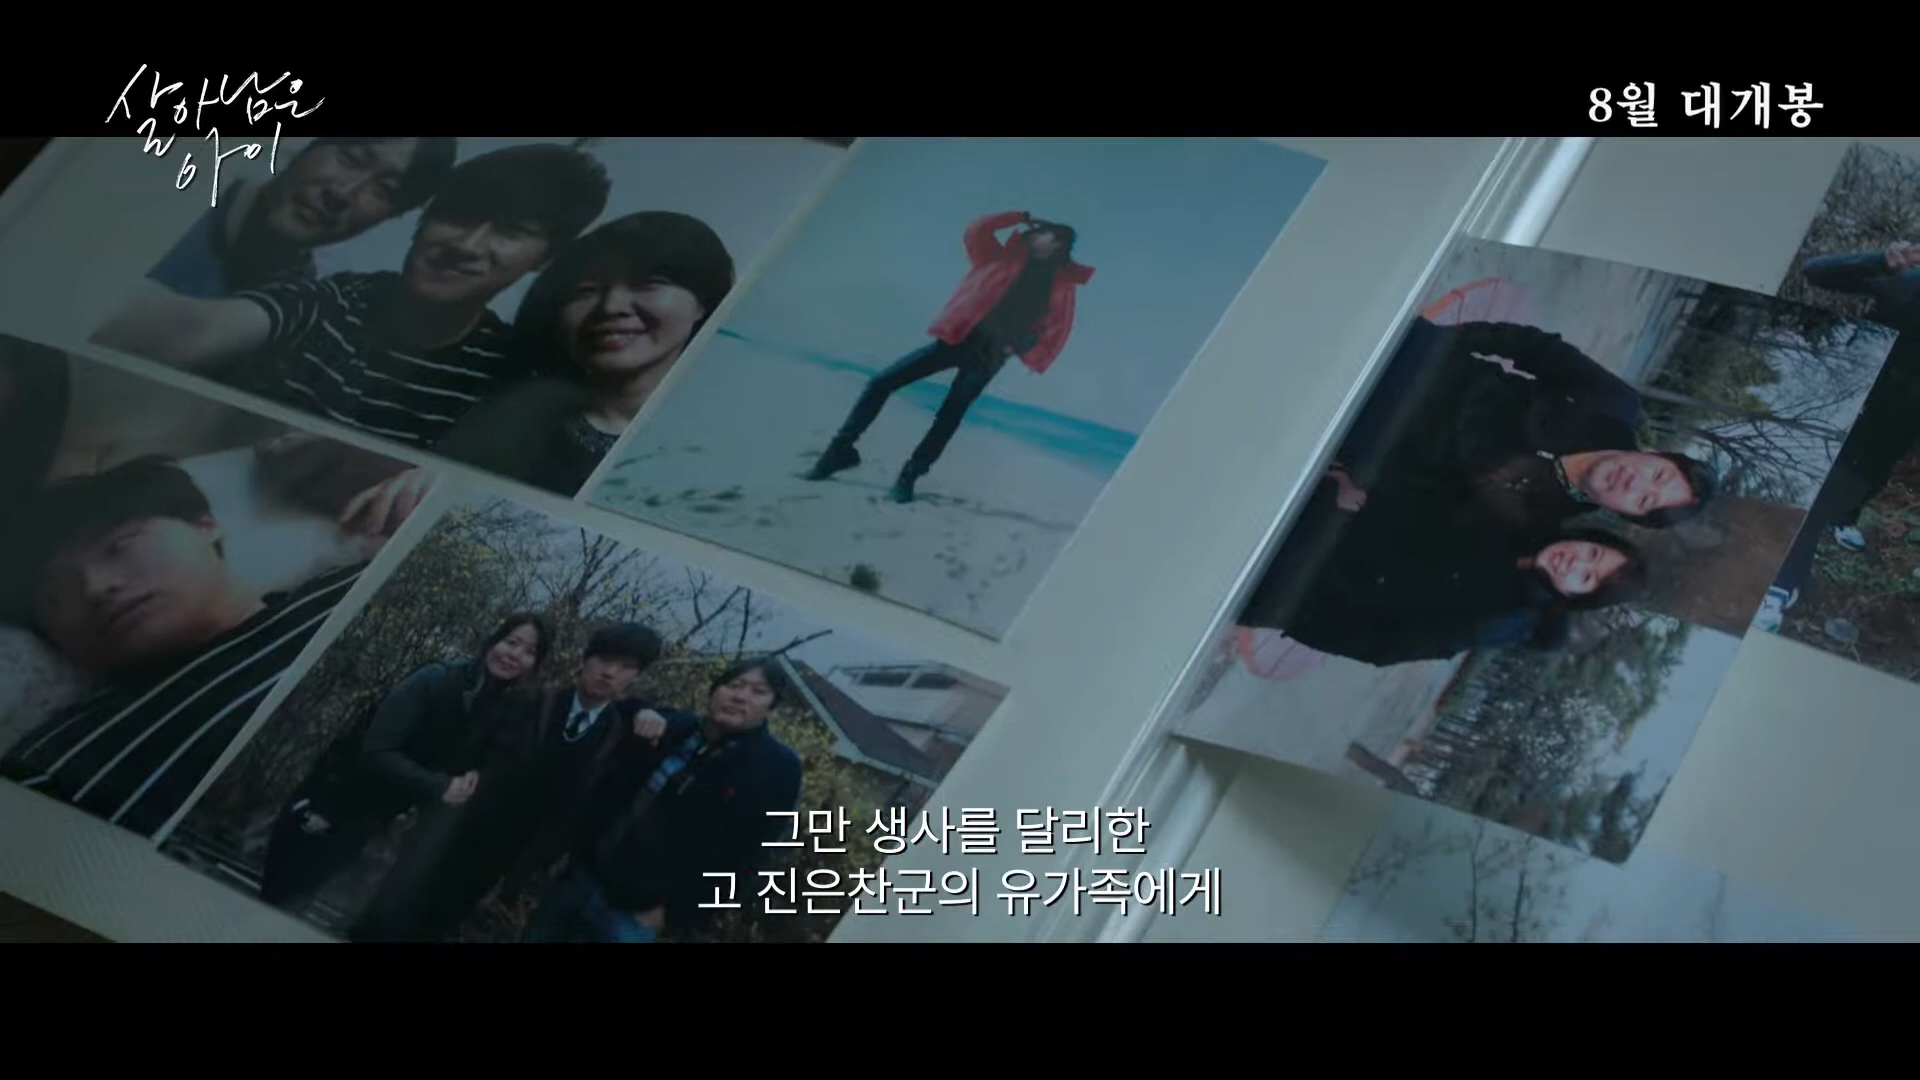 살아남은
아이
8월 대개봉
그만 생사를 달리한
고 진은찬군의 유가족에게